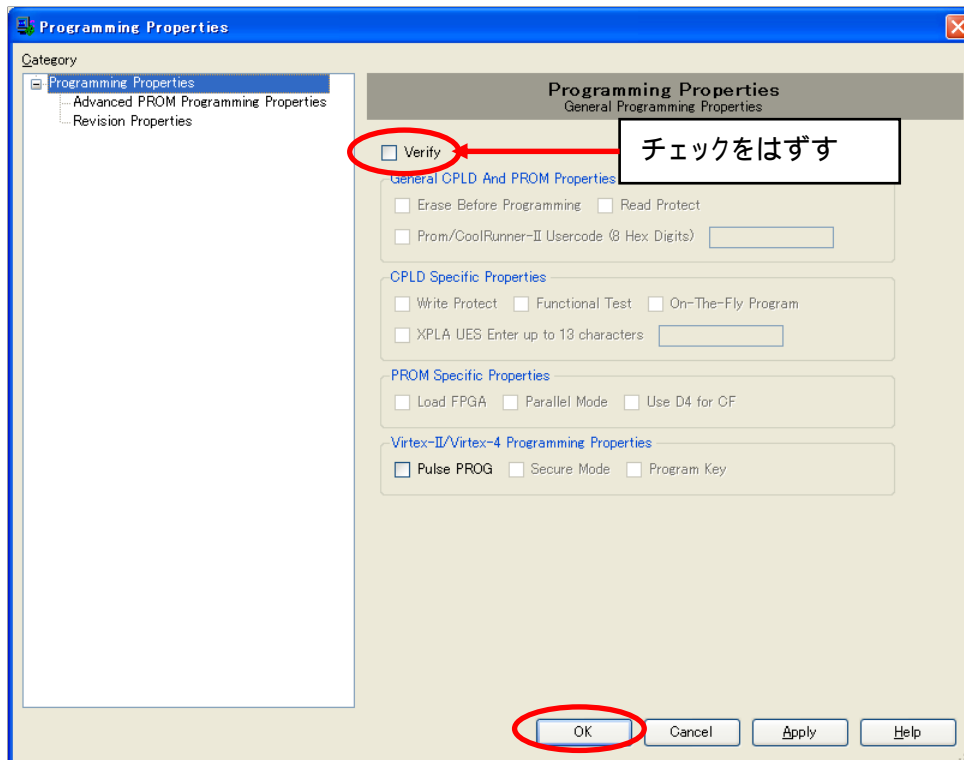 Programming Properties
Category
Programming Properties
Advanced PROM Programming Properties
Revision Properties
Programming Properties
General Programming Properties
Verify
チェックをはずす
General CPLD And PROM Properties
Erase Before Programming Read Protect
Prom/CoolRunner-II Usercode (8 Hex Digits)
CPLD Specific Properties
Write Protect Functional Test On-The-Fly Program
XPLA UES Enter up to 13 characters
PROM Specific Properties
Load FPGA Parallel Mode Use D4 for CF
Virtex-II/Virtex-4 Programming Properties
Pulse PROG Secure Mode Program Key
OK Cancel Apply Help